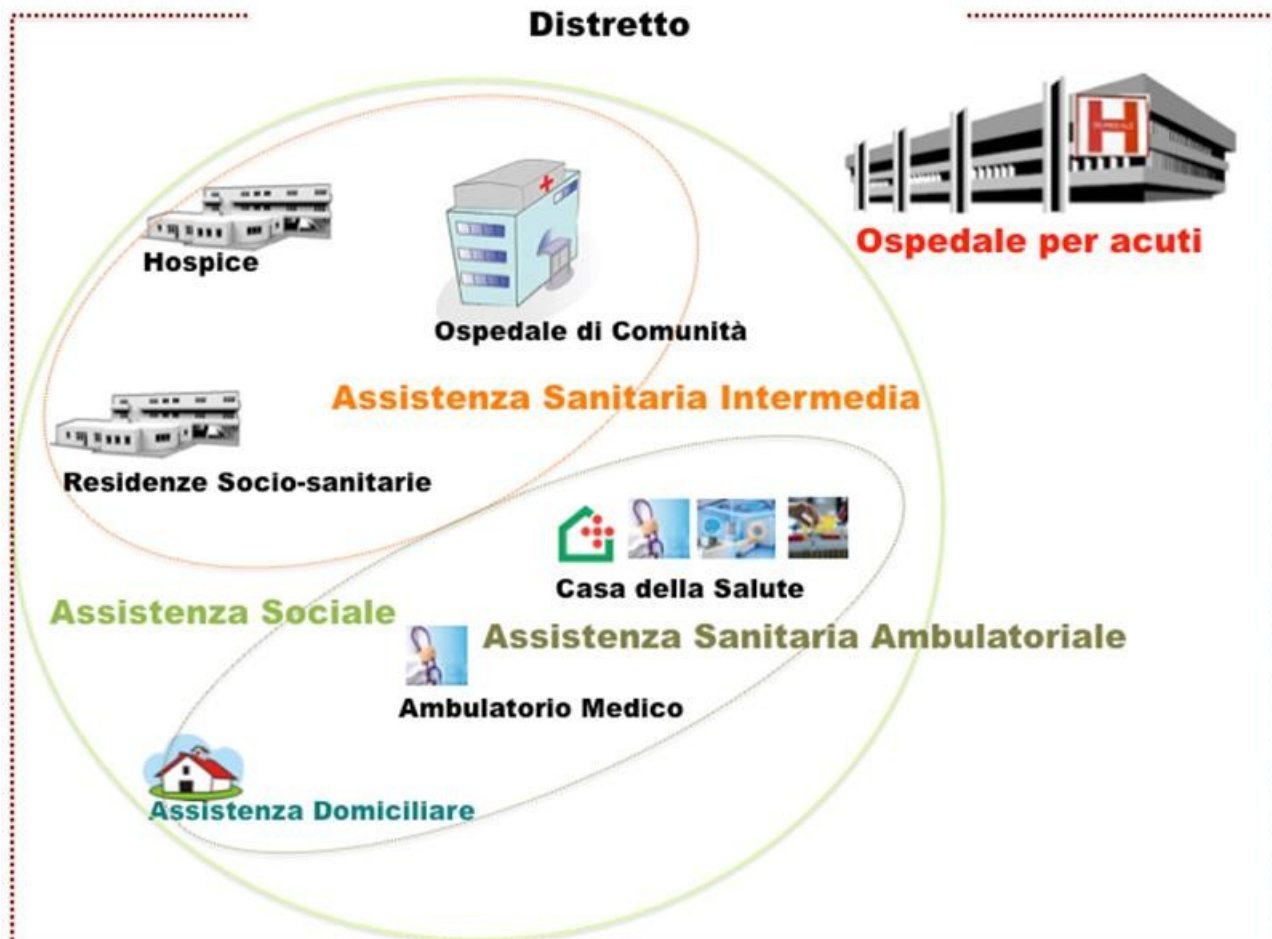 Distretto
H
OSPEDALE
Ospedale per acuti
Hospice
Ospedale di Comunità
Assistenza Sanitaria Intermedia
Residenze Socio-sanitarie
Casa della Salute
Assistenza Sociale
Assistenza Sanitaria Ambulatoriale
Ambulatorio Medico
Assistenza Domiciliare